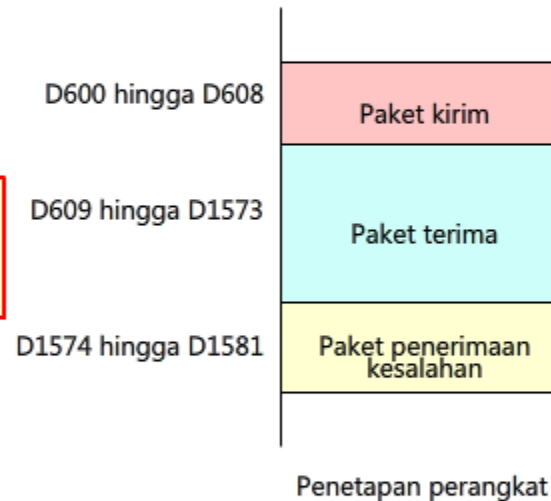 D600 hingga D608
Paket kirim
D609 hingga D1573
Paket terima
D1574 hingga D1581
Paket penerimaan
kesalahan
Penetapan perangkat